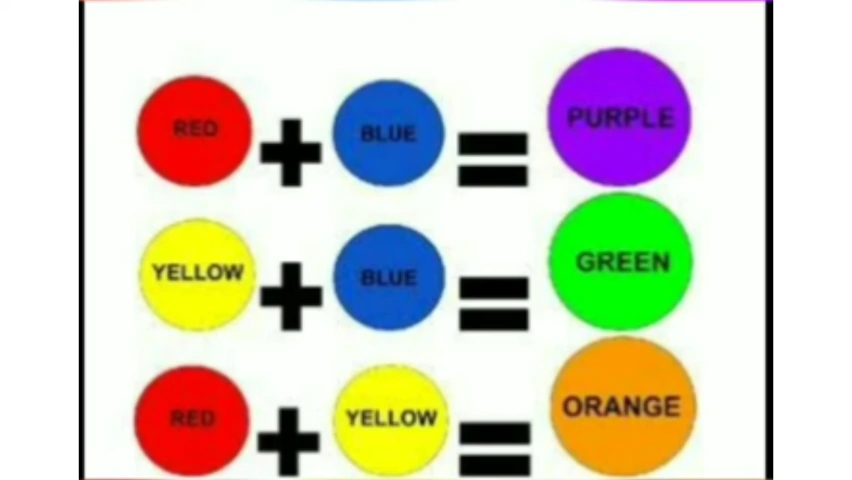 RED + BLUE = PURPLE
YELLOW + BLUE = GREEN
RED + YELLOW = ORANGE